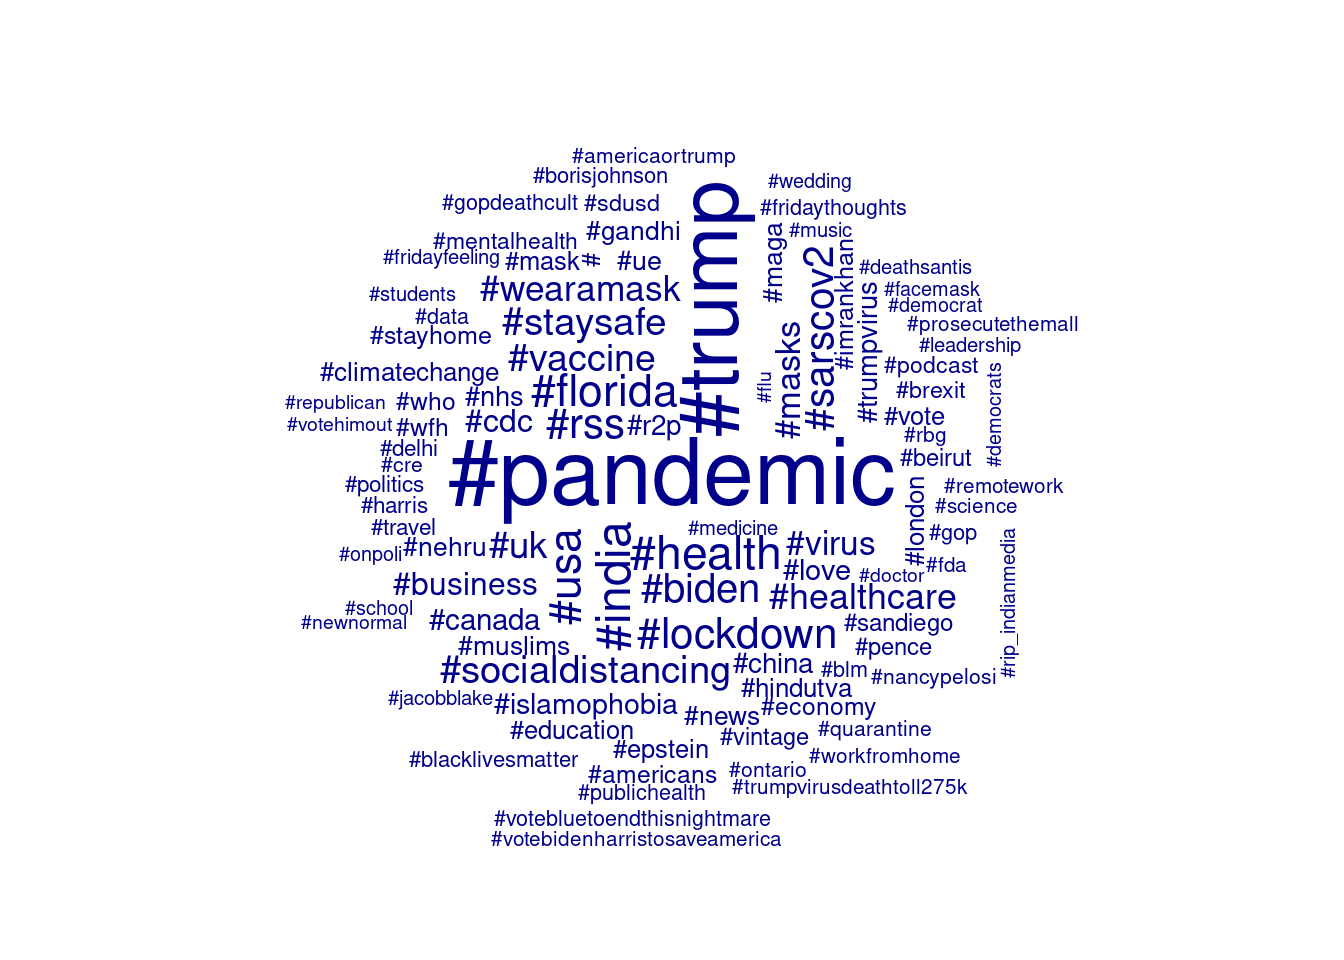 #americaortrump
#borisjohnson
#wedding
#gopdeathcult
#sdusd
#trump
#fridaythoughts
#mentalhealth
#gandhi
#maga
#music
#fridayfeeling
#mask
#
#ue
#sarscov2
#imrankhan
#deathsantis
#students
#wearamask
#facemask
#data
#staysafe
#democrat
#stayhome
#trumpvirus
#prosecutethemall
#vaccine
#masks
#leadership
#climatechange
#podcast
#republican
#who
#nhs
#florida
#flu
#brexit
#votehimout
#wfh
#cdc
#rss
#r2p
#vote
#democrats
#delhi
#rbg
#cre
#pandemic
#beirut
#politics
#remotework
#harris
#london
#science
#travel
#medicine
#gop
#onpoli
#nehru
#uk
#usa
#india
#health
#virus
#rip_indianmedia
#business
#love
#doctor
#fda
#school
#biden
#healthcare
#newnormal
#canada
#lockdown
#sandiego
#muslims
#pence
#socialdistancing
#china
#blm
#nancypelosi
#jacobblake
#islamophobia
#hindutva
#news
#economy
#education
#vintage
#quarantine
#blacklivesmatter
#epstein
#workfromhome
#americans
#ontario
#publichealth
#trumpvirusdeathtoll275k
#votebluetoendthisnightmare
#votebidenharristosaveamerica